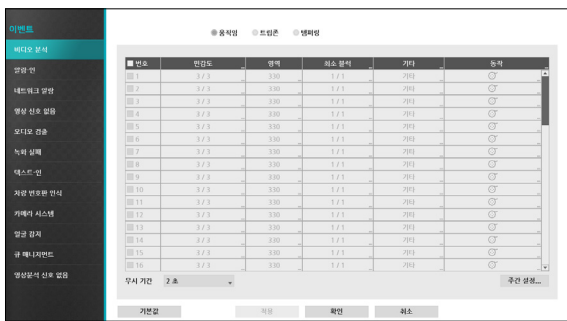 이벤트
비디오 분석
알람-인
네트워크 알람
영상 신호 없음
오디오 검출
녹화 실패
텍스트-인
차량 번호판 인식
카메라 시스템
얼굴 감지
큐 매니지먼트
영상분석 신호 없음
움직임 트립존 탬퍼링
번호 민감도 영역 최소 블럭 기타 동작
1 3 / 3 330 1 / 1 기타
2 3 / 3 330 1 / 1 기타
3 3 / 3 330 1 / 1 기타
4 3 / 3 330 1 / 1 기타
5 3 / 3 330 1 / 1 기타
6 3 / 3 330 1 / 1 기타
7 3 / 3 330 1 / 1 기타
8 3 / 3 330 1 / 1 기타
9 3 / 3 330 1 / 1 기타
10 3 / 3 330 1 / 1 기타
11 3 / 3 330 1 / 1 기타
12 3 / 3 330 1 / 1 기타
13 3 / 3 330 1 / 1 기타
14 3 / 3 330 1 / 1 기타
15 3 / 3 330 1 / 1 기타
16 3 / 3 330 1 / 1 기타
무시 기간 2 초 주간 설정...
기본값 적용 확인 취소